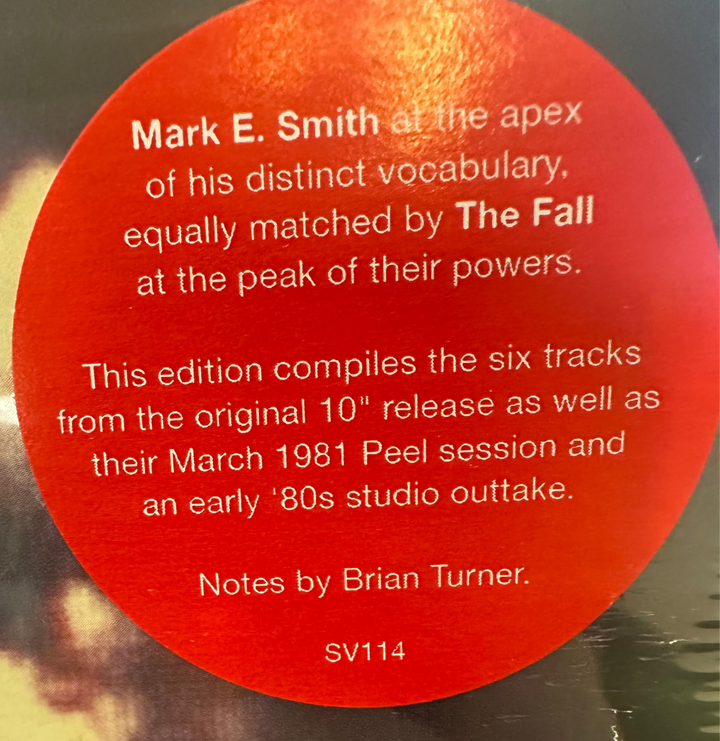 Mark E. Smith at the apex
of his distinct vocabulary,
equally matched by The Fall
at the peak of their powers.
This edition compiles the six tracks
from the original 10" release as well as
their March 1981 Peel session and
an early '80s studio outtake.
Notes by Brian Turner.
SV114